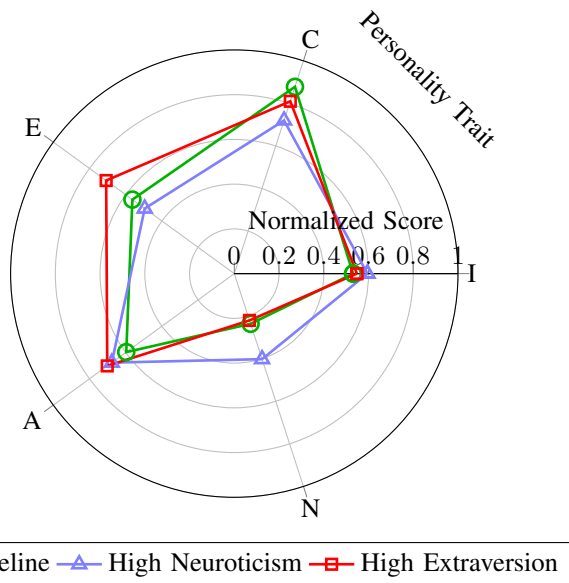 C
Personality Trait
E
Normalized Score
0 0.2 0.4 0.6 0.8 1
I
A
N
eline High Neuroticism High Extraversion